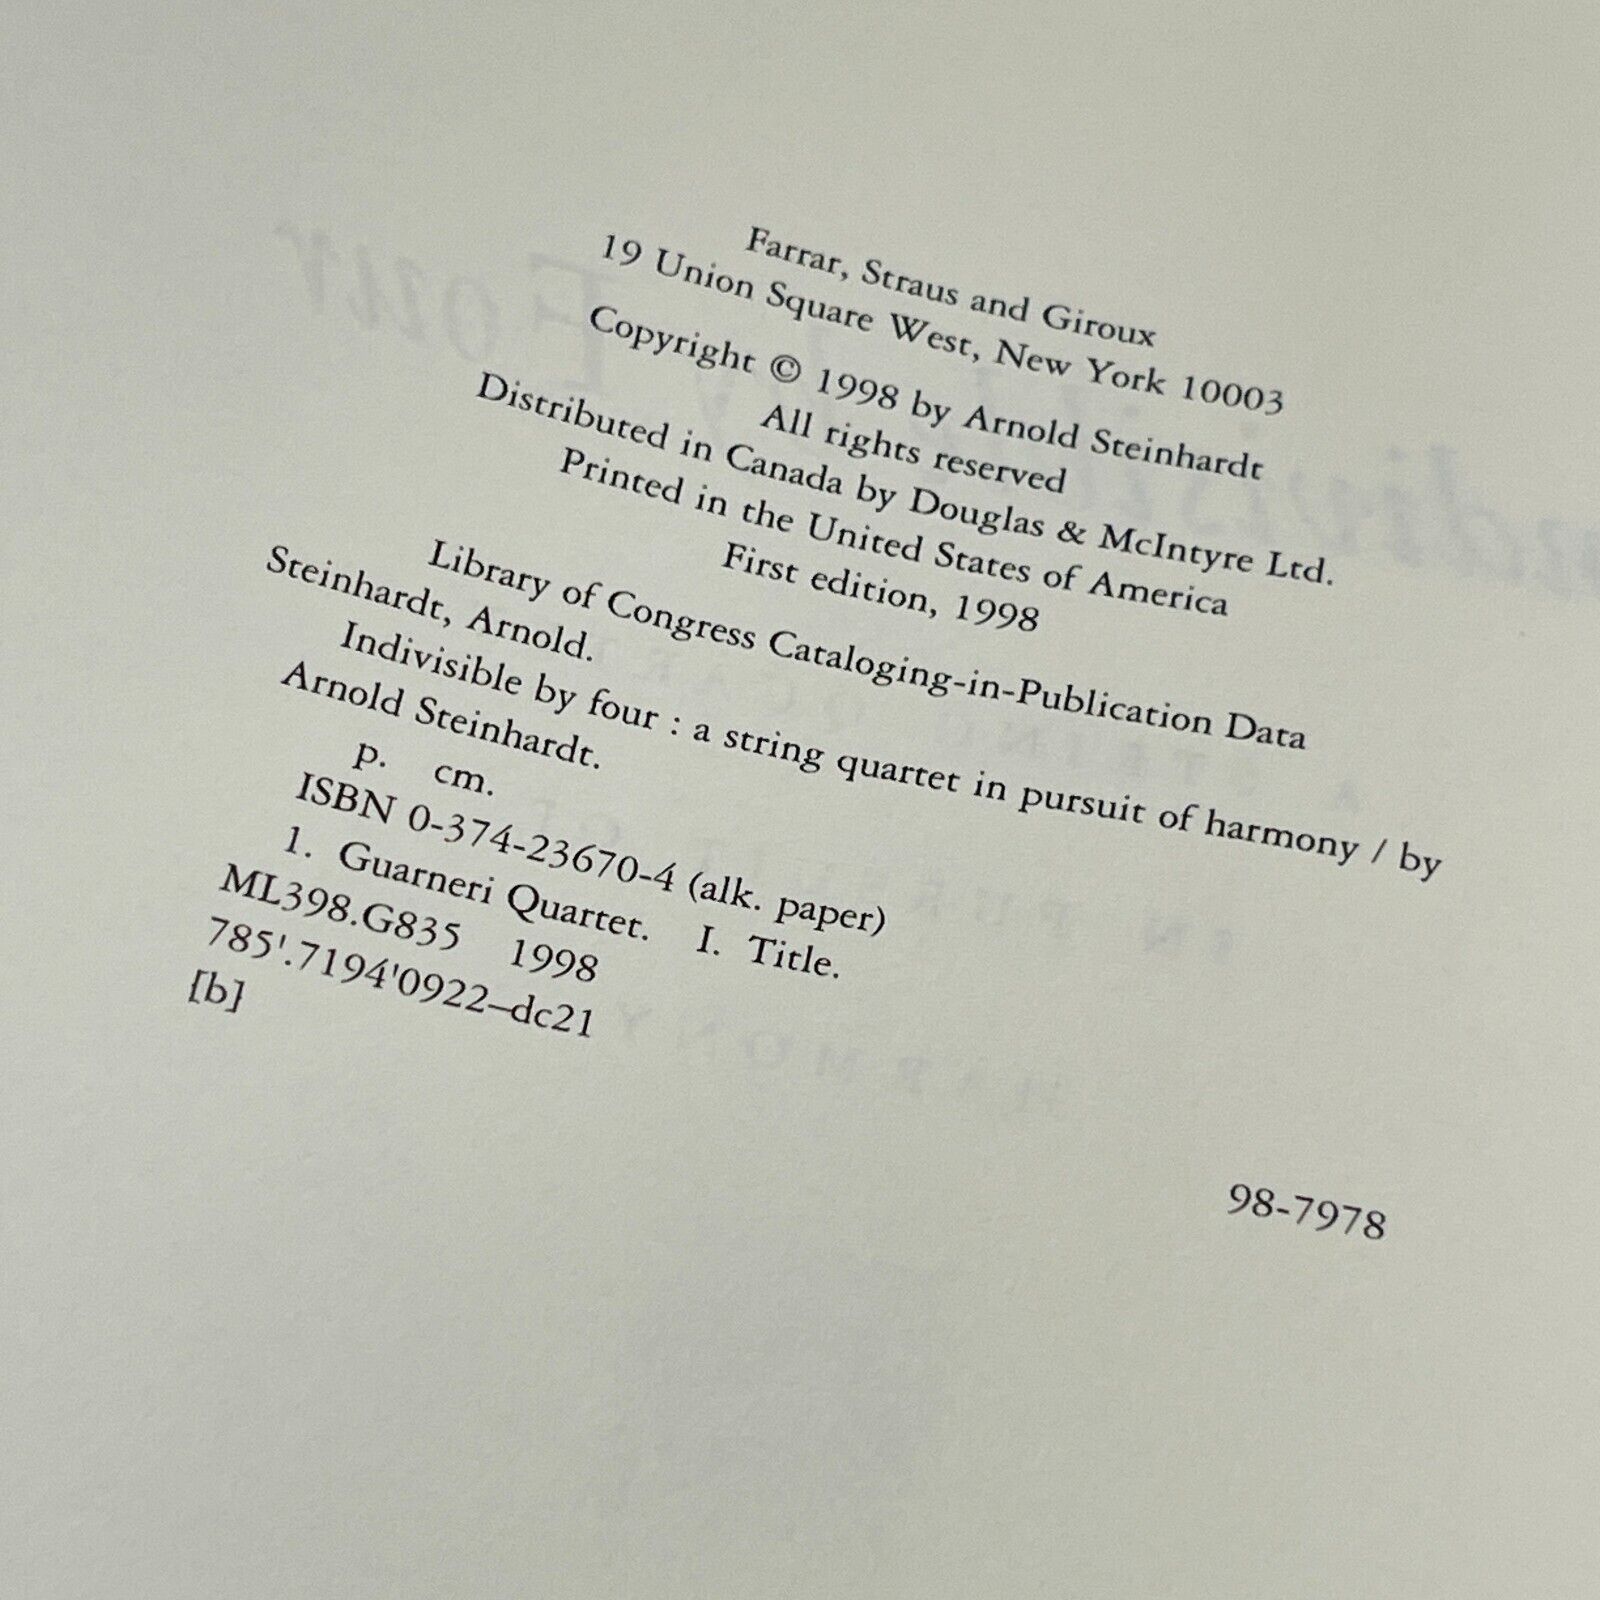 Farrar, Straus and Giroux
19 Union Square West, New York 10003
Copyright © 1998 by Arnold Steinhardt
All rights reserved
Distributed in Canada by Douglas & McIntyre Ltd.
Printed in the United States of America
First edition, 1998
Library of Congress Cataloging-in-Publication Data
Steinhardt, Arnold.
Indivisible by four : a string quartet in pursuit of harmony / by
Arnold Steinhardt.
p. cm.
ISBN 0-374-23670-4 (alk. paper)
1. Guarneri Quartet. I. Title.
ML398.G835 1998
785'.7194'0922–dc21
[b]
98-7978